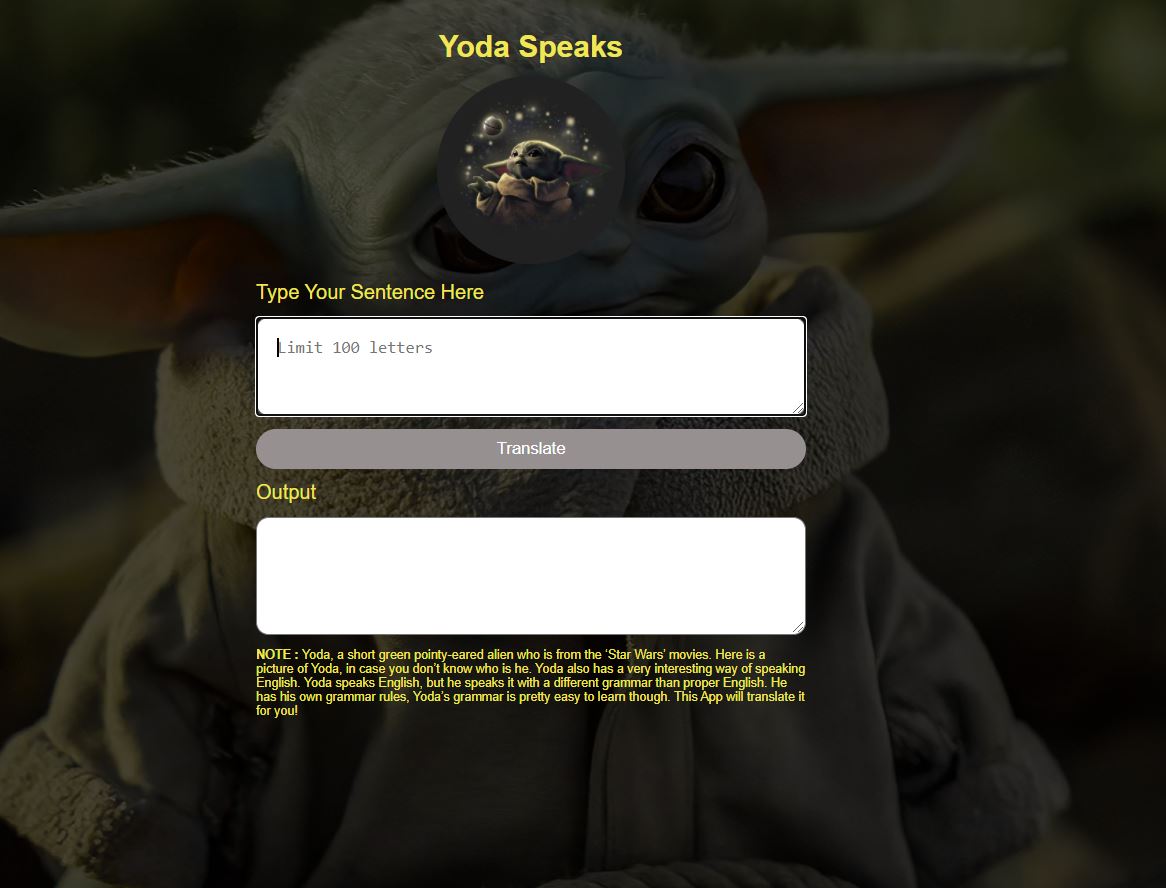 Yoda Speaks
Type Your Sentence Here
Limit 100 letters
Translate
Output
NOTE : Yoda, a short green pointy-eared alien who is from the ‘Star Wars’ movies. Here is a
picture of Yoda, in case you don’t know who is he. Yoda also has a very interesting way of speaking
English. Yoda speaks English, but he speaks it with a different grammar than proper English. He
has his own grammar rules, Yoda’s grammar is pretty easy to learn though. This App will translate it
for you!